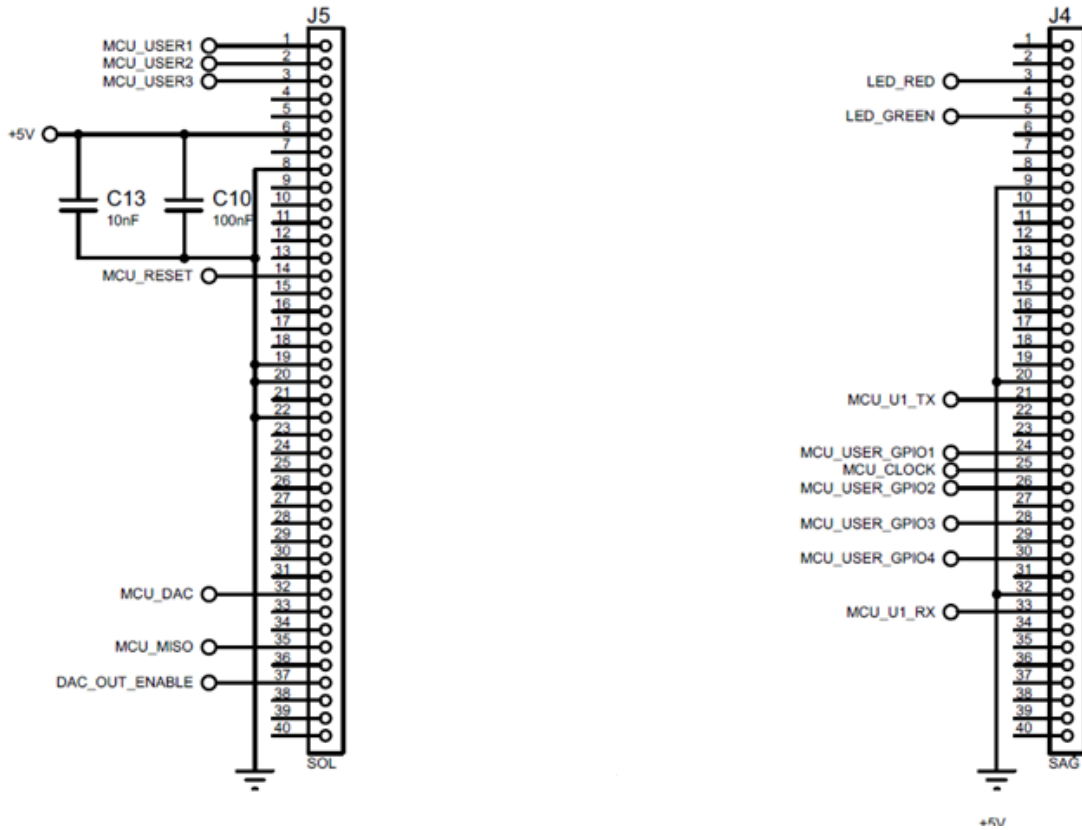 J5
MCU_USER1 1
MCU_USER2 2
MCU_USER3 3
4
5
+5V 6
7
8
9
C13 C10 10
10nF 100nF 11
12
13
MCU_RESET 14
15
16
17
18
19
20
21
22
23
24
25
26
27
28
29
30
31
MCU_DAC 32
33
34
MCU_MISO 35
36
DAC_OUT_ENABLE 37
38
39
40
SOL
J4
1
2
LED_RED 3
4
LED_GREEN 5
6
7
8
9
10
11
12
13
14
15
16
17
18
19
20
MCU_U1_TX 21
22
23
MCU_USER_GPIO1 24
MCU_CLOCK 25
MCU_USER_GPIO2 26
27
MCU_USER_GPIO3 28
29
MCU_USER_GPIO4 30
31
32
MCU_U1_RX 33
34
35
36
37
38
39
40
SAG
+5V